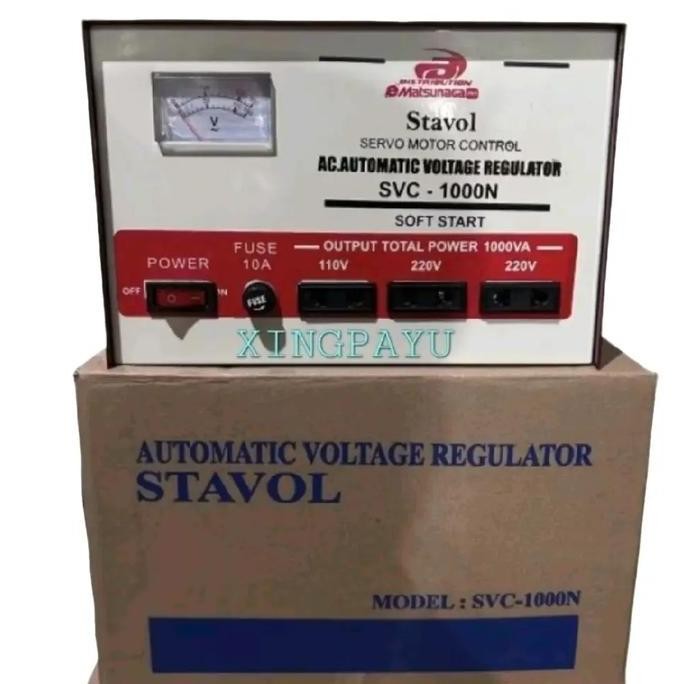 DISTRIBUTION
Matsunaga
Stavol
SERVO MOTOR CONTROL
AC.AUTOMATIC VOLTAGE REGULATOR
SVC - 1000N
SOFT START
V
POWER
OFF
ON
FUSE
10A
FUSE
OUTPUT TOTAL POWER 1000VA
110V 220V 220V
XINGPAYU
AUTOMATIC VOLTAGE REGULATOR
STAVOL
MODEL : SVC-1000N